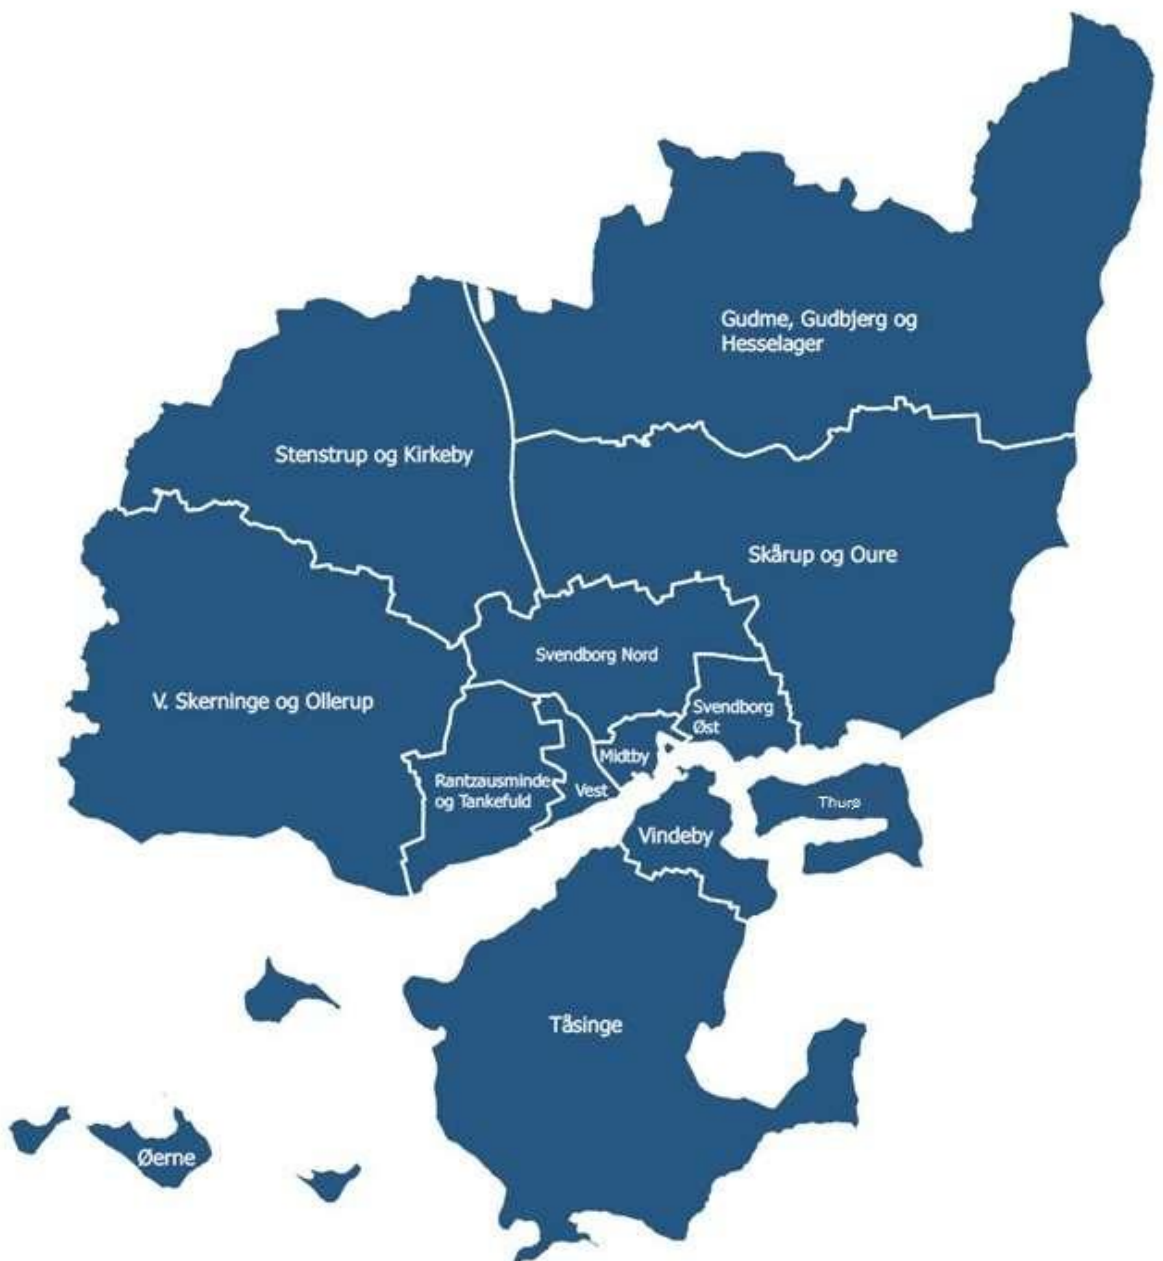 Gudme, Gudbjerg og
Hesselager
Stenstrup og Kirkeby
Skårup og Oure
Svendborg Nord
V. Skerninge og Ollerup
Svendborg
Øst
Midtby
Rantzausminde
og Tankefuld
Vest
Thurø
Vindeby
Tåsinge
Øerne